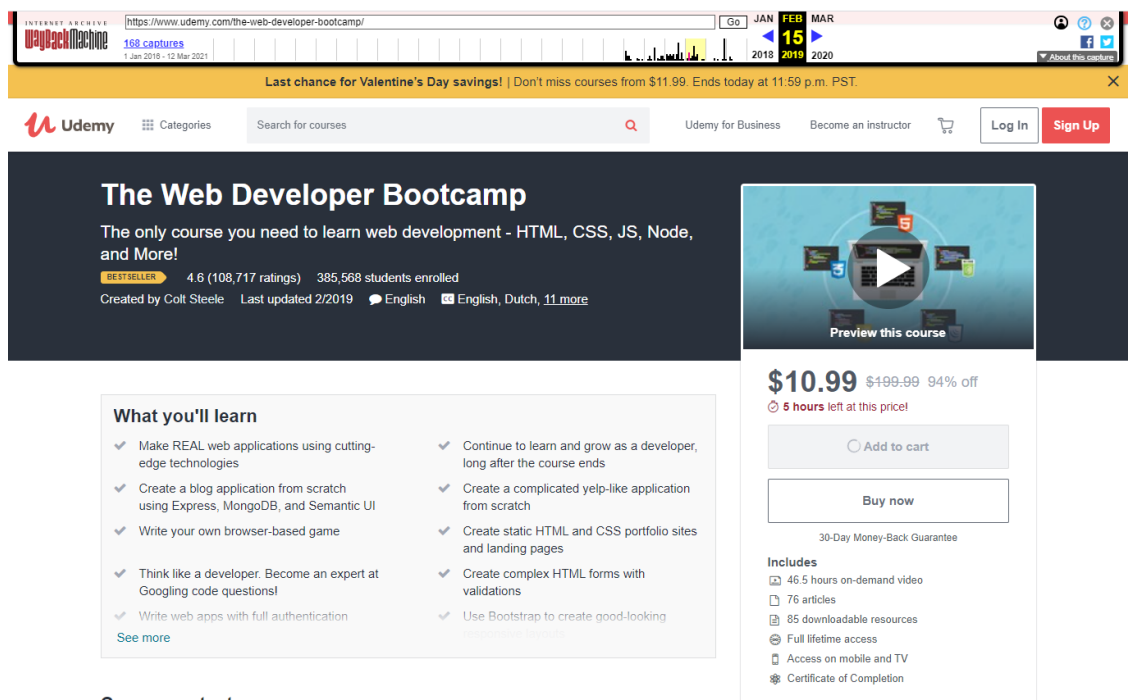 INTERNET ARCHIVE
WayBackMachine
https://www.udemy.com/the-web-developer-bootcamp/
Go
JAN FEB MAR
15
2018 2019 2020
168 captures
1 Jan 2016 - 12 Mar 2021
About this capture
Last chance for Valentine's Day savings! | Don't miss courses from $11.99. Ends today at 11:59 p.m. PST.
Udemy
Categories
Search for courses
Udemy for Business
Become an instructor
Log In
Sign Up
The Web Developer Bootcamp
The only course you need to learn web development - HTML, CSS, JS, Node,
and More!
BESTSELLER 4.6 (108,717 ratings) 385,568 students enrolled
Created by Colt Steele Last updated 2/2019 English CC English, Dutch, 11 more
Preview this course
$10.99 $199.99 94% off
5 hours left at this price!
Add to cart
Buy now
30-Day Money-Back Guarantee
Includes
46.5 hours on-demand video
76 articles
85 downloadable resources
Full lifetime access
Access on mobile and TV
Certificate of Completion
What you'll learn
Make REAL web applications using cutting-
edge technologies
Create a blog application from scratch
using Express, MongoDB, and Semantic UI
Write your own browser-based game
Think like a developer. Become an expert at
Googling code questions!
Write web apps with full authentication
Continue to learn and grow as a developer,
long after the course ends
Create a complicated yelp-like application
from scratch
Create static HTML and CSS portfolio sites
and landing pages
Create complex HTML forms with
validations
Use Bootstrap to create good-looking
See more